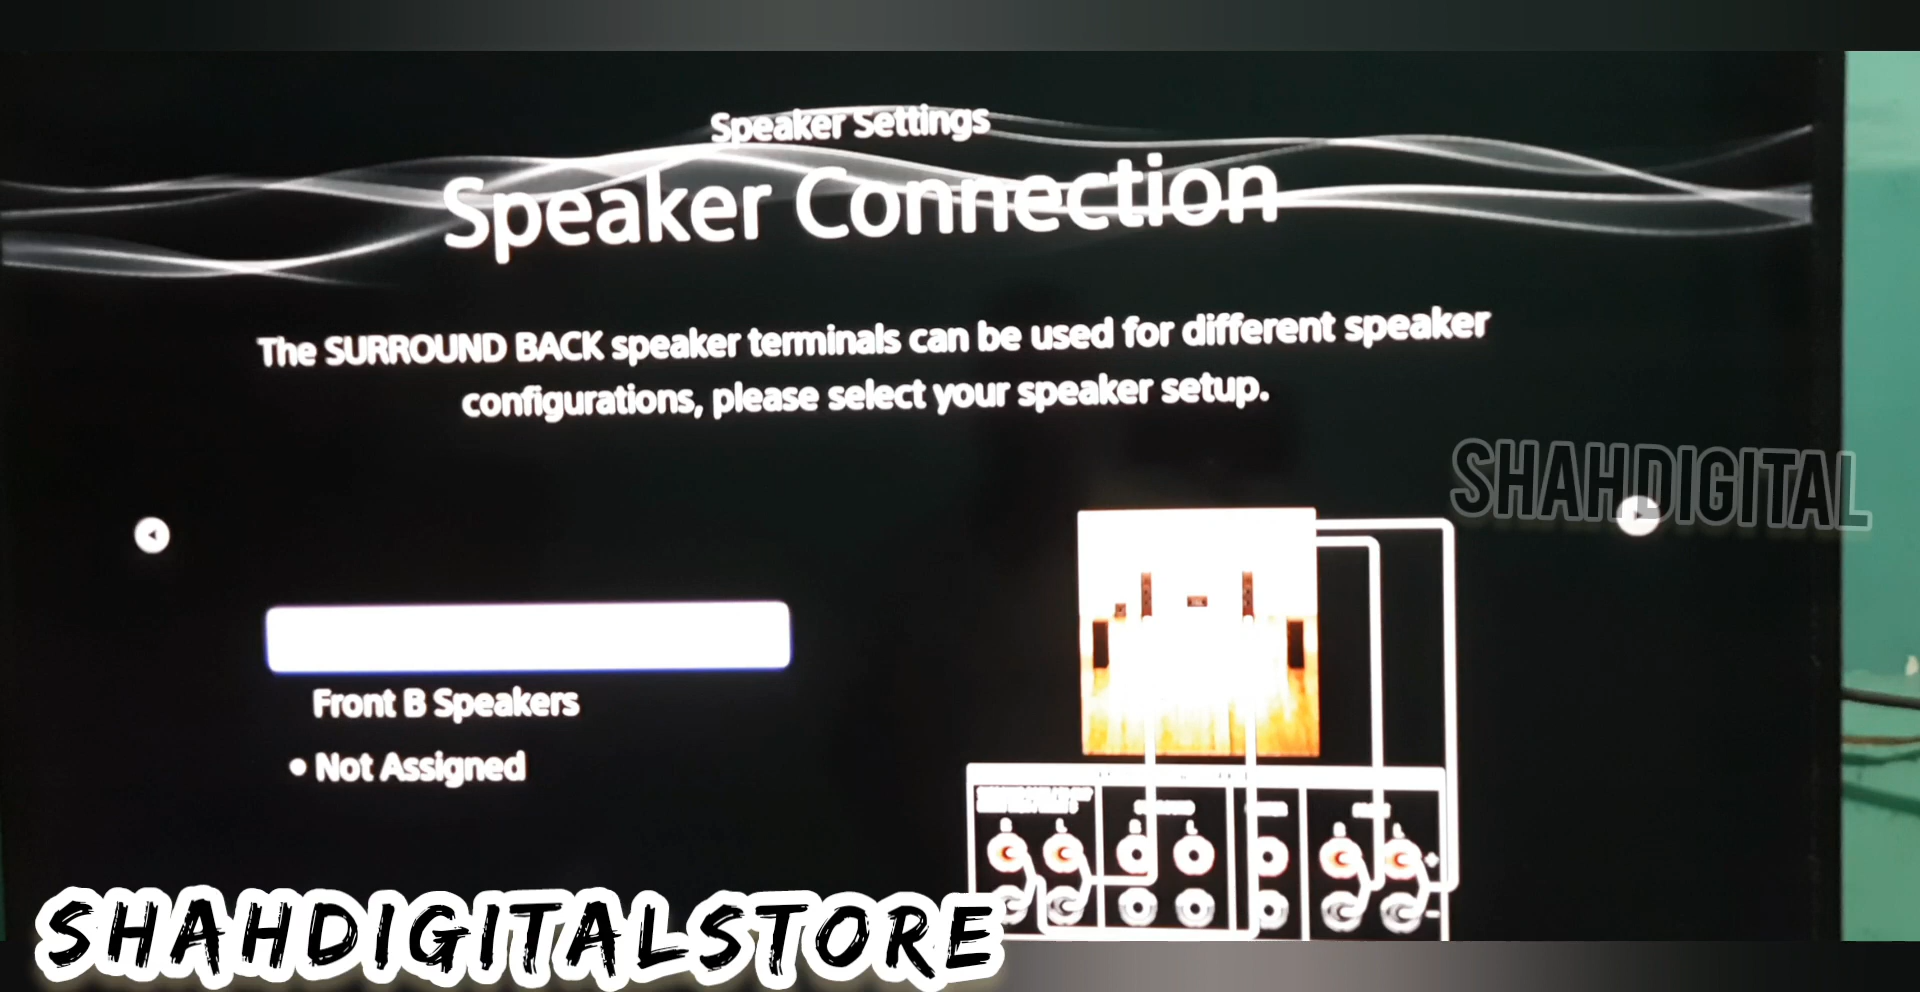 Speaker Settings
Speaker Connection
The SURROUND BACK speaker terminals can be used for different speaker
configurations, please select your speaker setup.
SHAHDIGITAL
Front B Speakers
• Not Assigned
R L R L R L
+
-
SHAHDIGITALSTORE